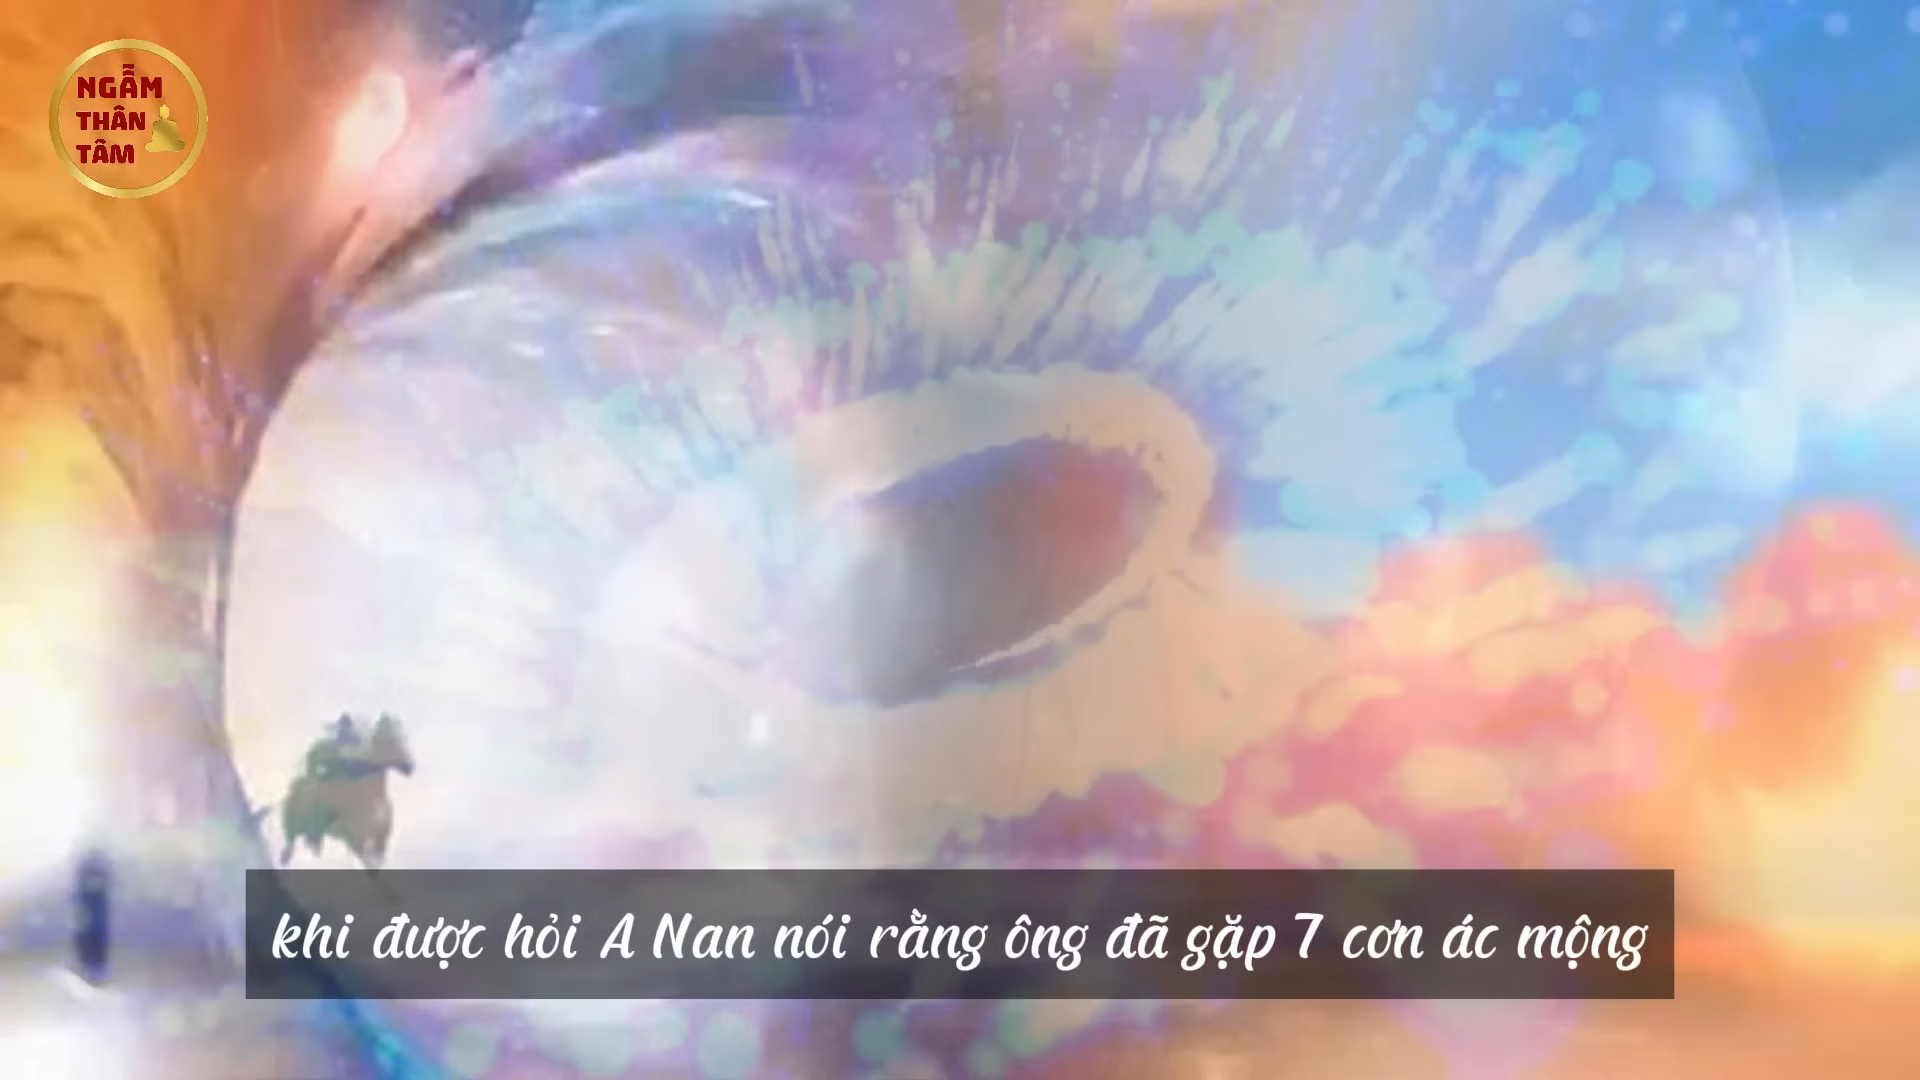 NGẪM
THÂN
TÂM
khi được hỏi A Nan nói rằng ông đã gặp 7 cơn ác mộng